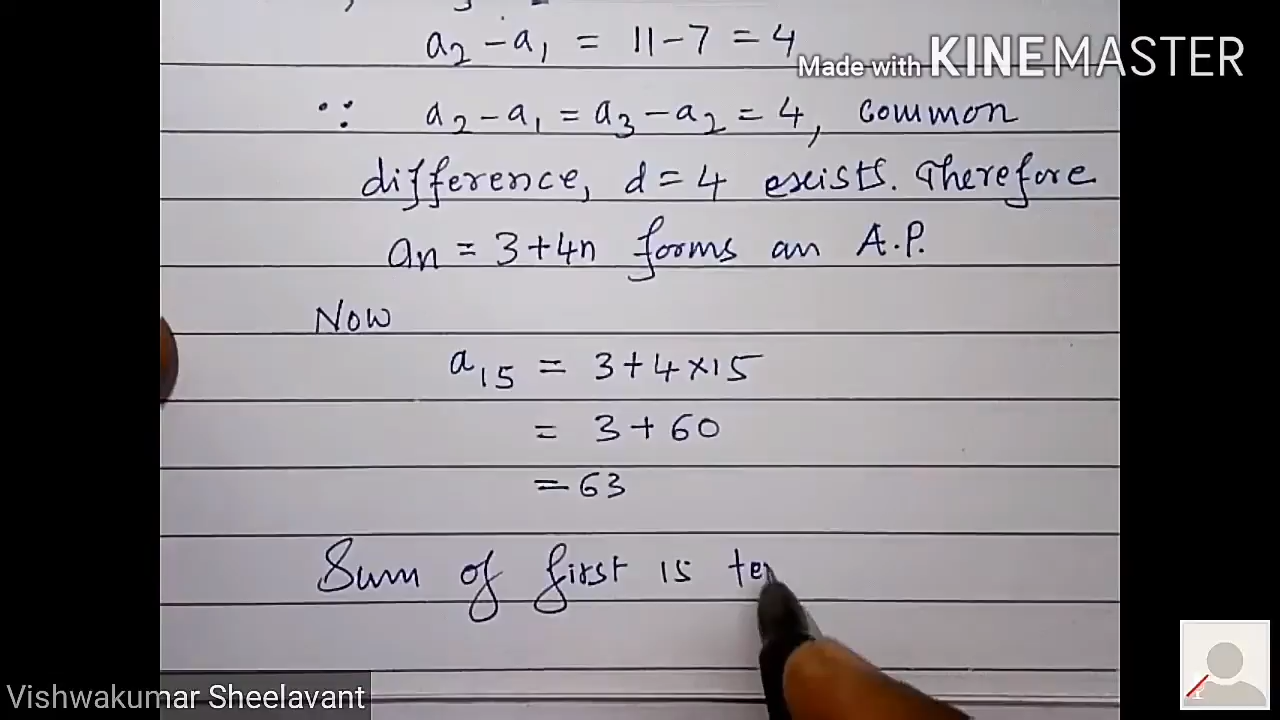 a₂ - a₁ = 11 - 7 = 4
Made with KINEMASTER
∵ a₂ - a₁ = a₃ - a₂ = 4, common
difference, d = 4 exists. Therefore
an = 3 + 4n forms an A.P.
Now
a₁₅ = 3 + 4 × 15
= 3 + 60
= 63
Sum of first 15 te
Vishwakumar Sheelavant